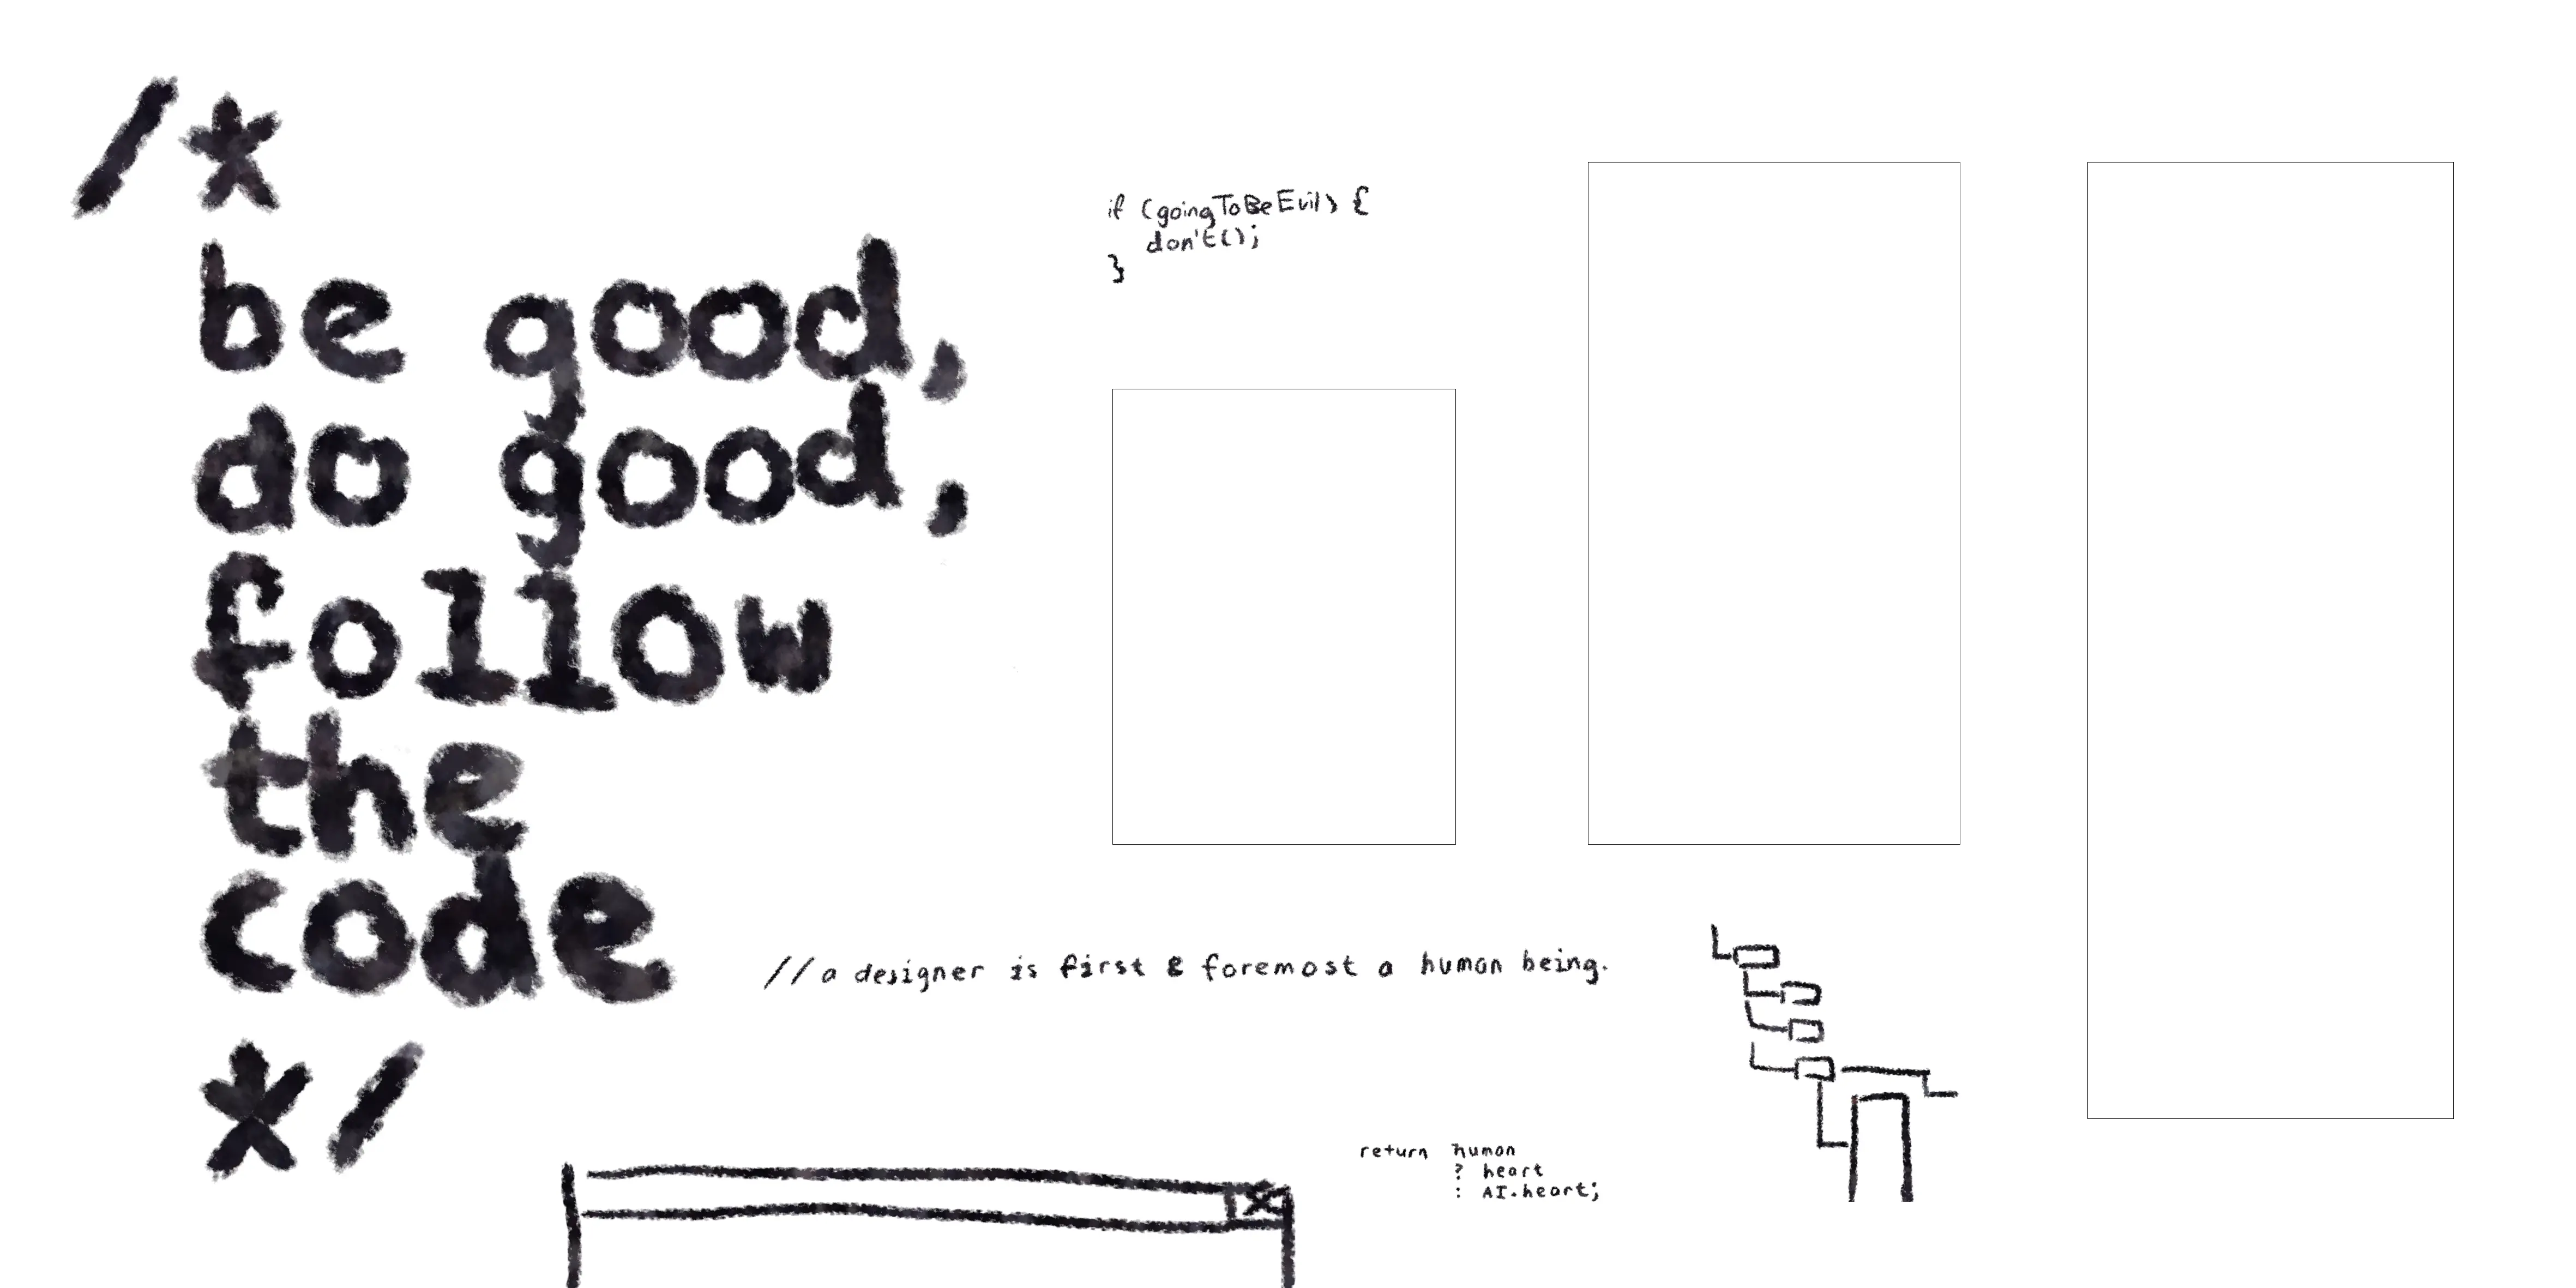 /*
be good,
do good,
follow
the
code
*/
if (goingToBeEvil) {
don't();
}
// a designer is first & foremost a human being.
return human
? heart
: AI.heart;
X